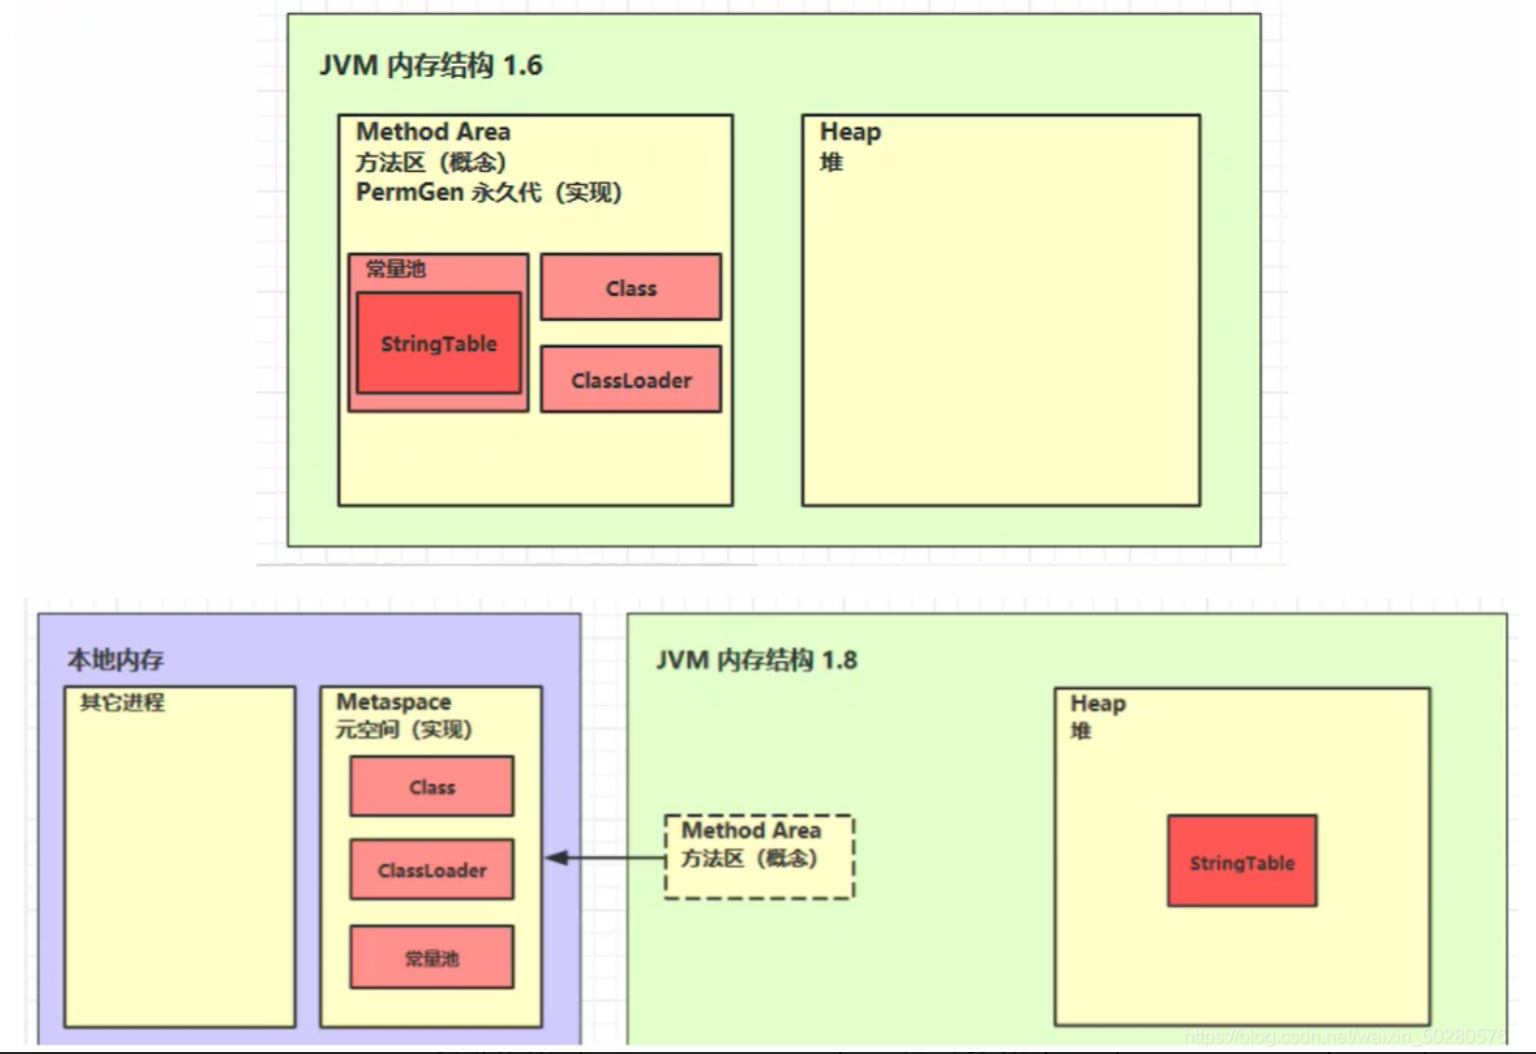 JVM 内存结构 1.6
Method Area
方法区（概念）
PermGen 永久代（实现）
常量池
StringTable
Class
ClassLoader
Heap
堆
本地内存
其它进程
Metaspace
元空间（实现）
Class
ClassLoader
常量池
JVM 内存结构 1.8
Method Area
方法区（概念）
Heap
堆
StringTable
https://blog.csdn.net/weixin_50280576